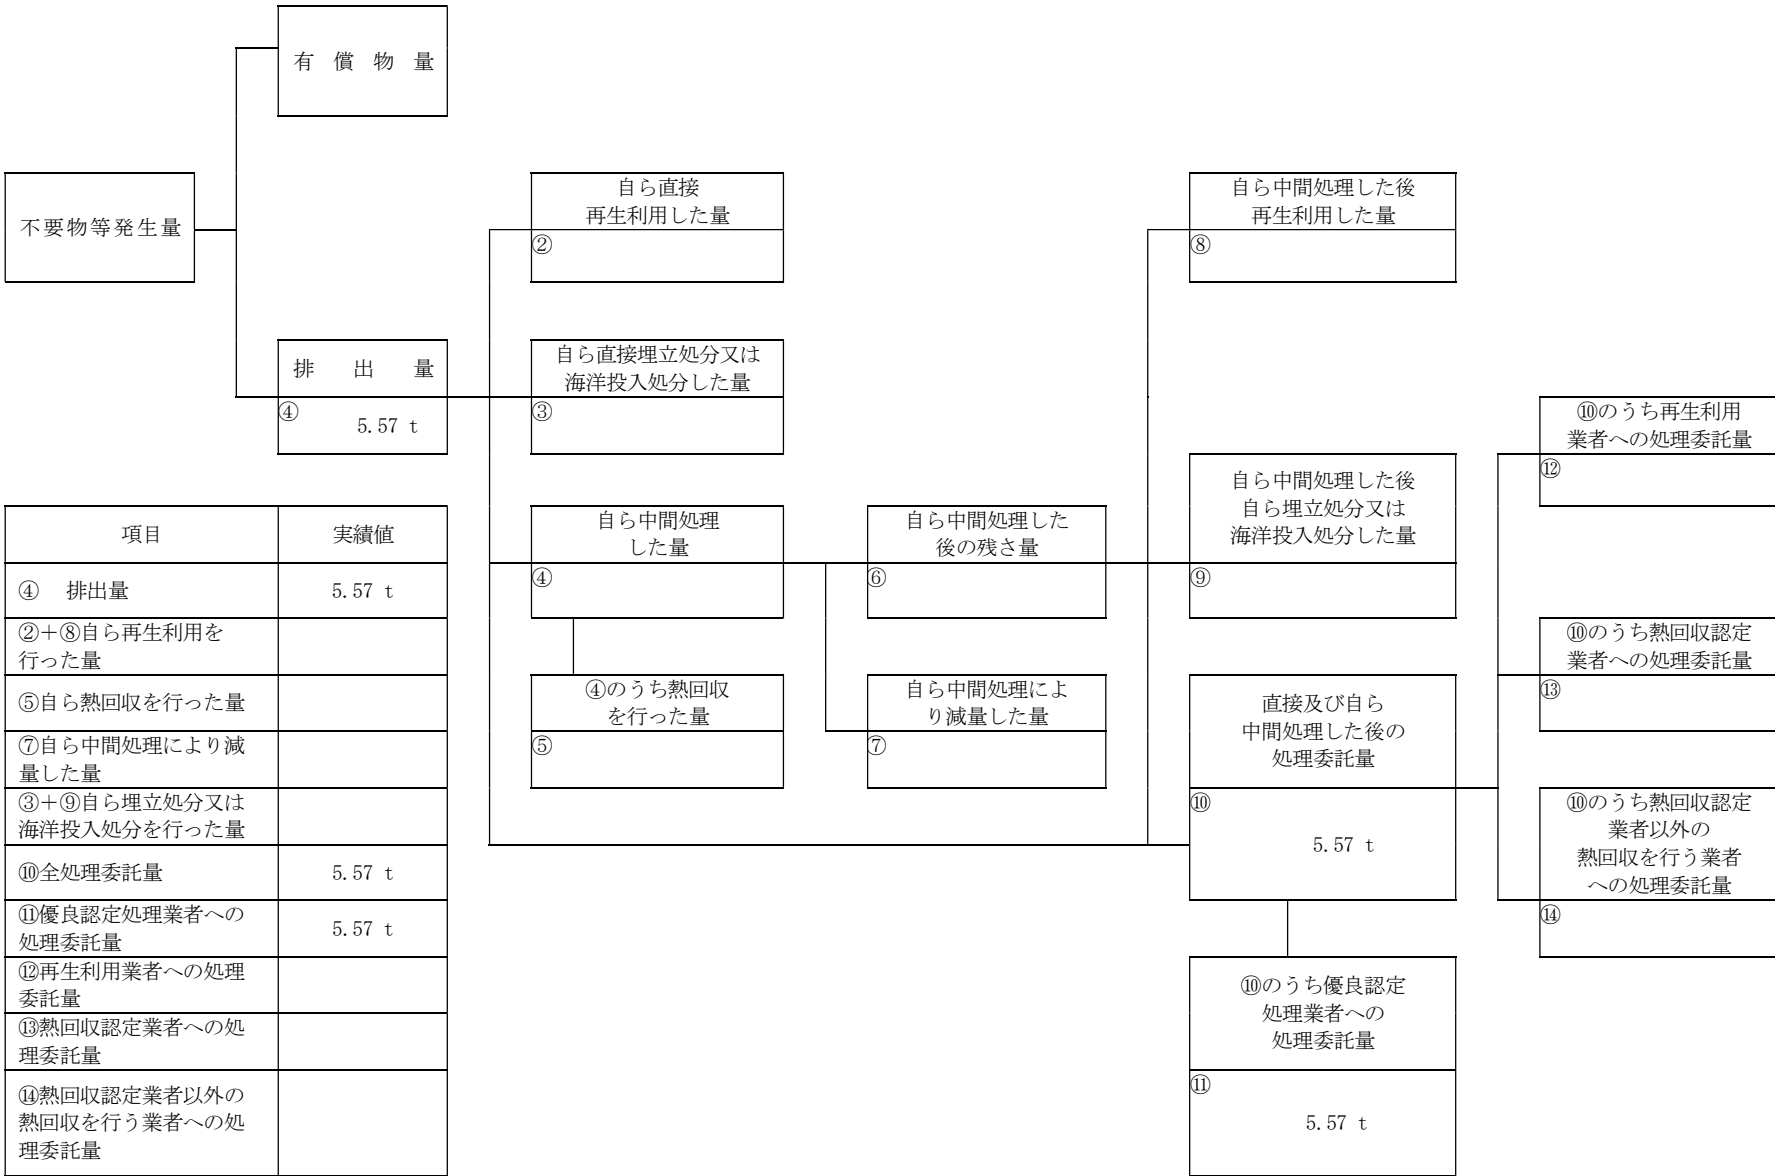 有償物量
不要物等発生量
排出量
④
5.57 t
自ら直接
再生利用した量
②
自ら直接埋立処分又は
海洋投入処分した量
③
自ら中間処理
した量
④
④のうち熱回収
を行った量
⑤
自ら中間処理した
後の残さ量
⑥
自ら中間処理によ
り減量した量
⑦
自ら中間処理した後
再生利用した量
⑧
自ら中間処理した後
自ら埋立処分又は
海洋投入処分した量
⑨
直接及び自ら
中間処理した後の
処理委託量
⑩
5.57 t
⑩のうち優良認定
処理業者への
処理委託量
⑪
5.57 t
⑩のうち再生利用
業者への処理委託量
⑫
⑩のうち熱回収認定
業者への処理委託量
⑬
⑩のうち熱回収認定
業者以外の
熱回収を行う業者
への処理委託量
⑭
項目 実績値
④ 排出量 5.57 t
②+⑧自ら再生利用を
行った量
⑤自ら熱回収を行った量
⑦自ら中間処理により減
量した量
③+⑨自ら埋立処分又は
海洋投入処分を行った量
⑩全処理委託量 5.57 t
⑪優良認定処理業者への
処理委託量 5.57 t
⑫再生利用業者への処理
委託量
⑬熱回収認定業者への処
理委託量
⑭熱回収認定業者以外の
熱回収を行う業者への処
理委託量